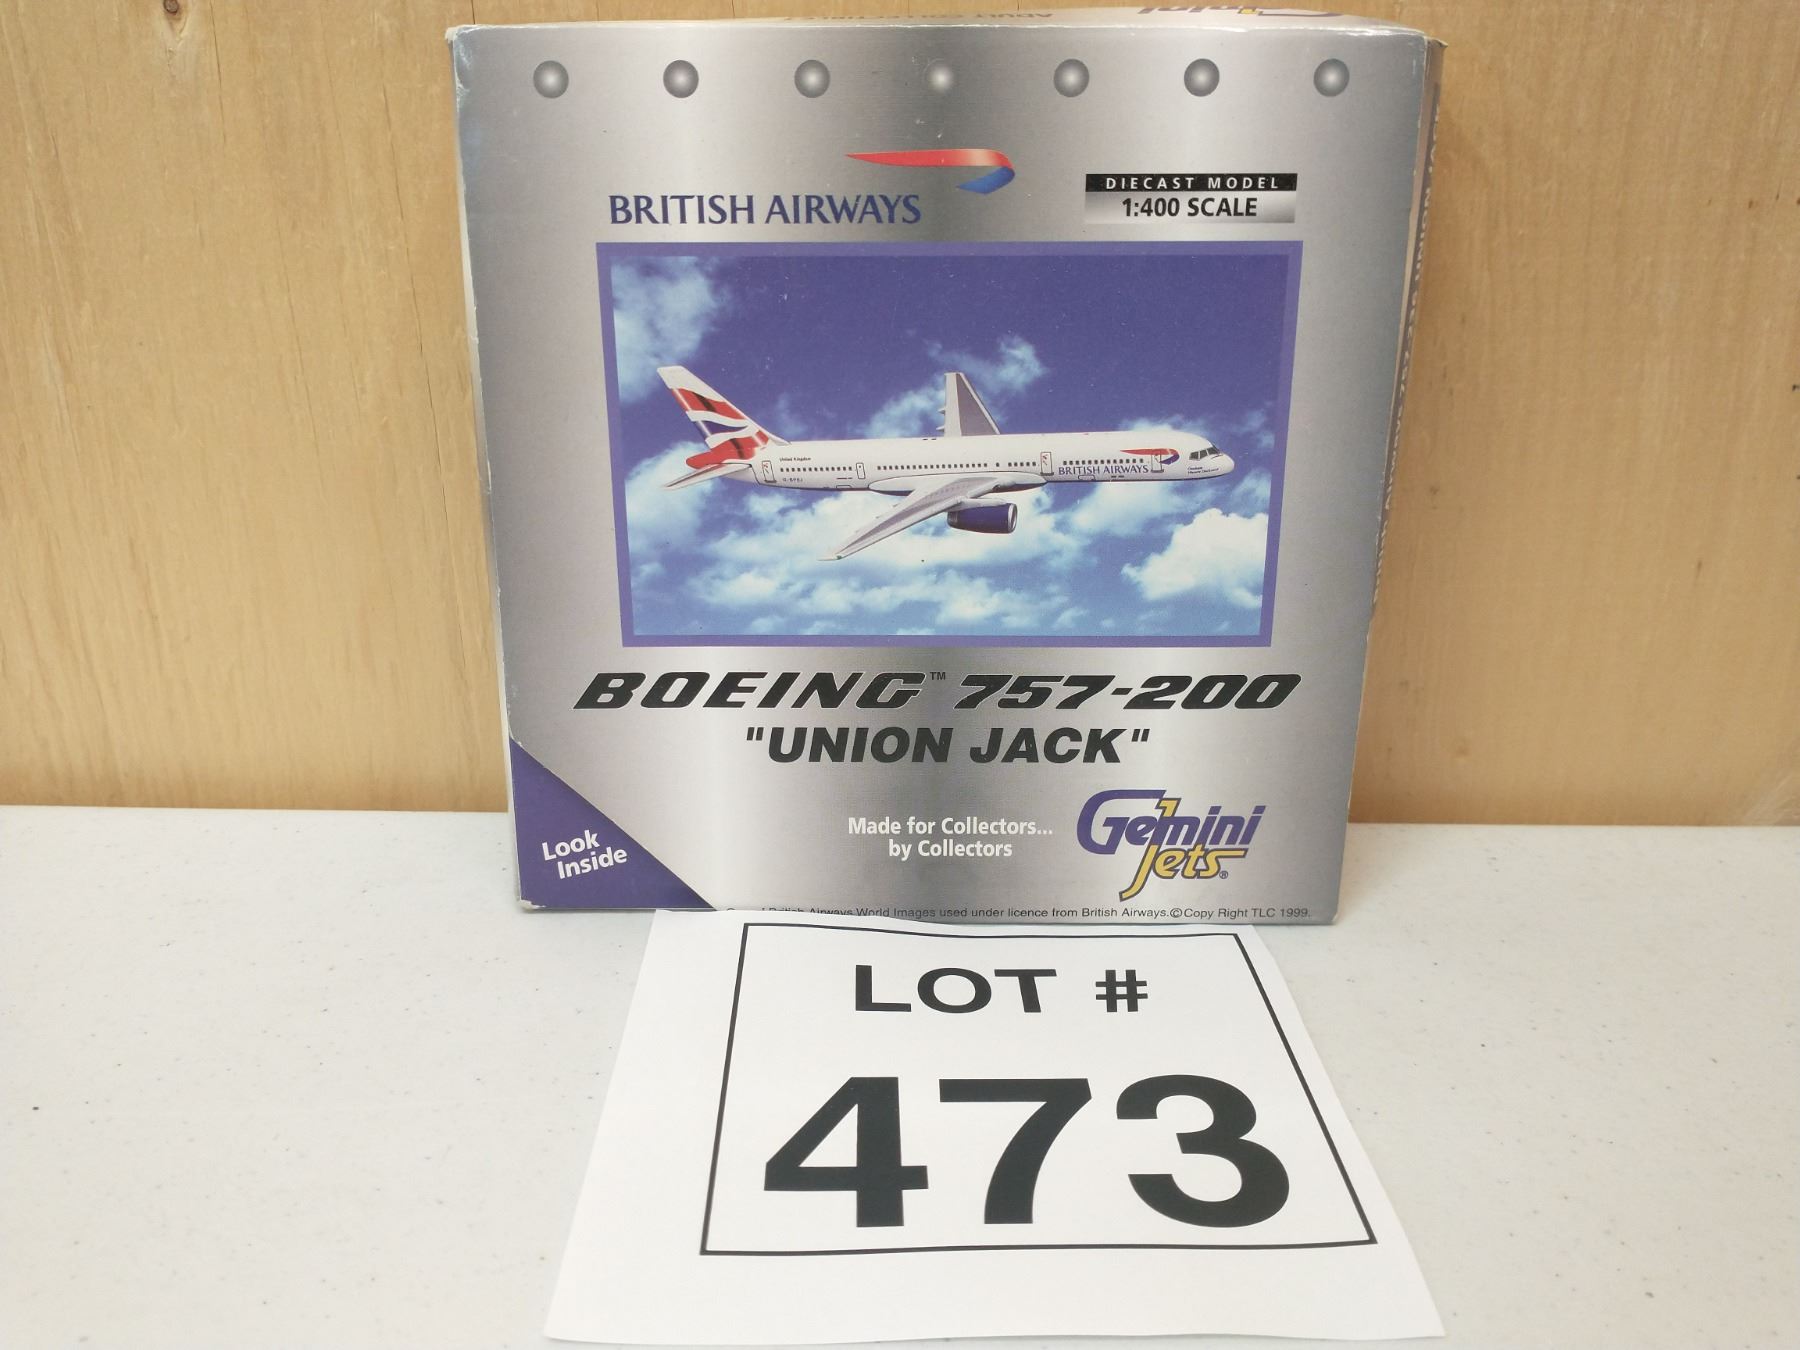 BRITISH AIRWAYS
DIECAST MODEL
1:400 SCALE
United Kingdom
BRITISH AIRWAYS
BOEING™ 757-200
"UNION JACK"
Made for Collectors...
by Collectors
Gemini
Jets®
Look
Inside
British Airways World Images used under licence from British Airways.©Copy Right TLC 1999.
LOT #
473